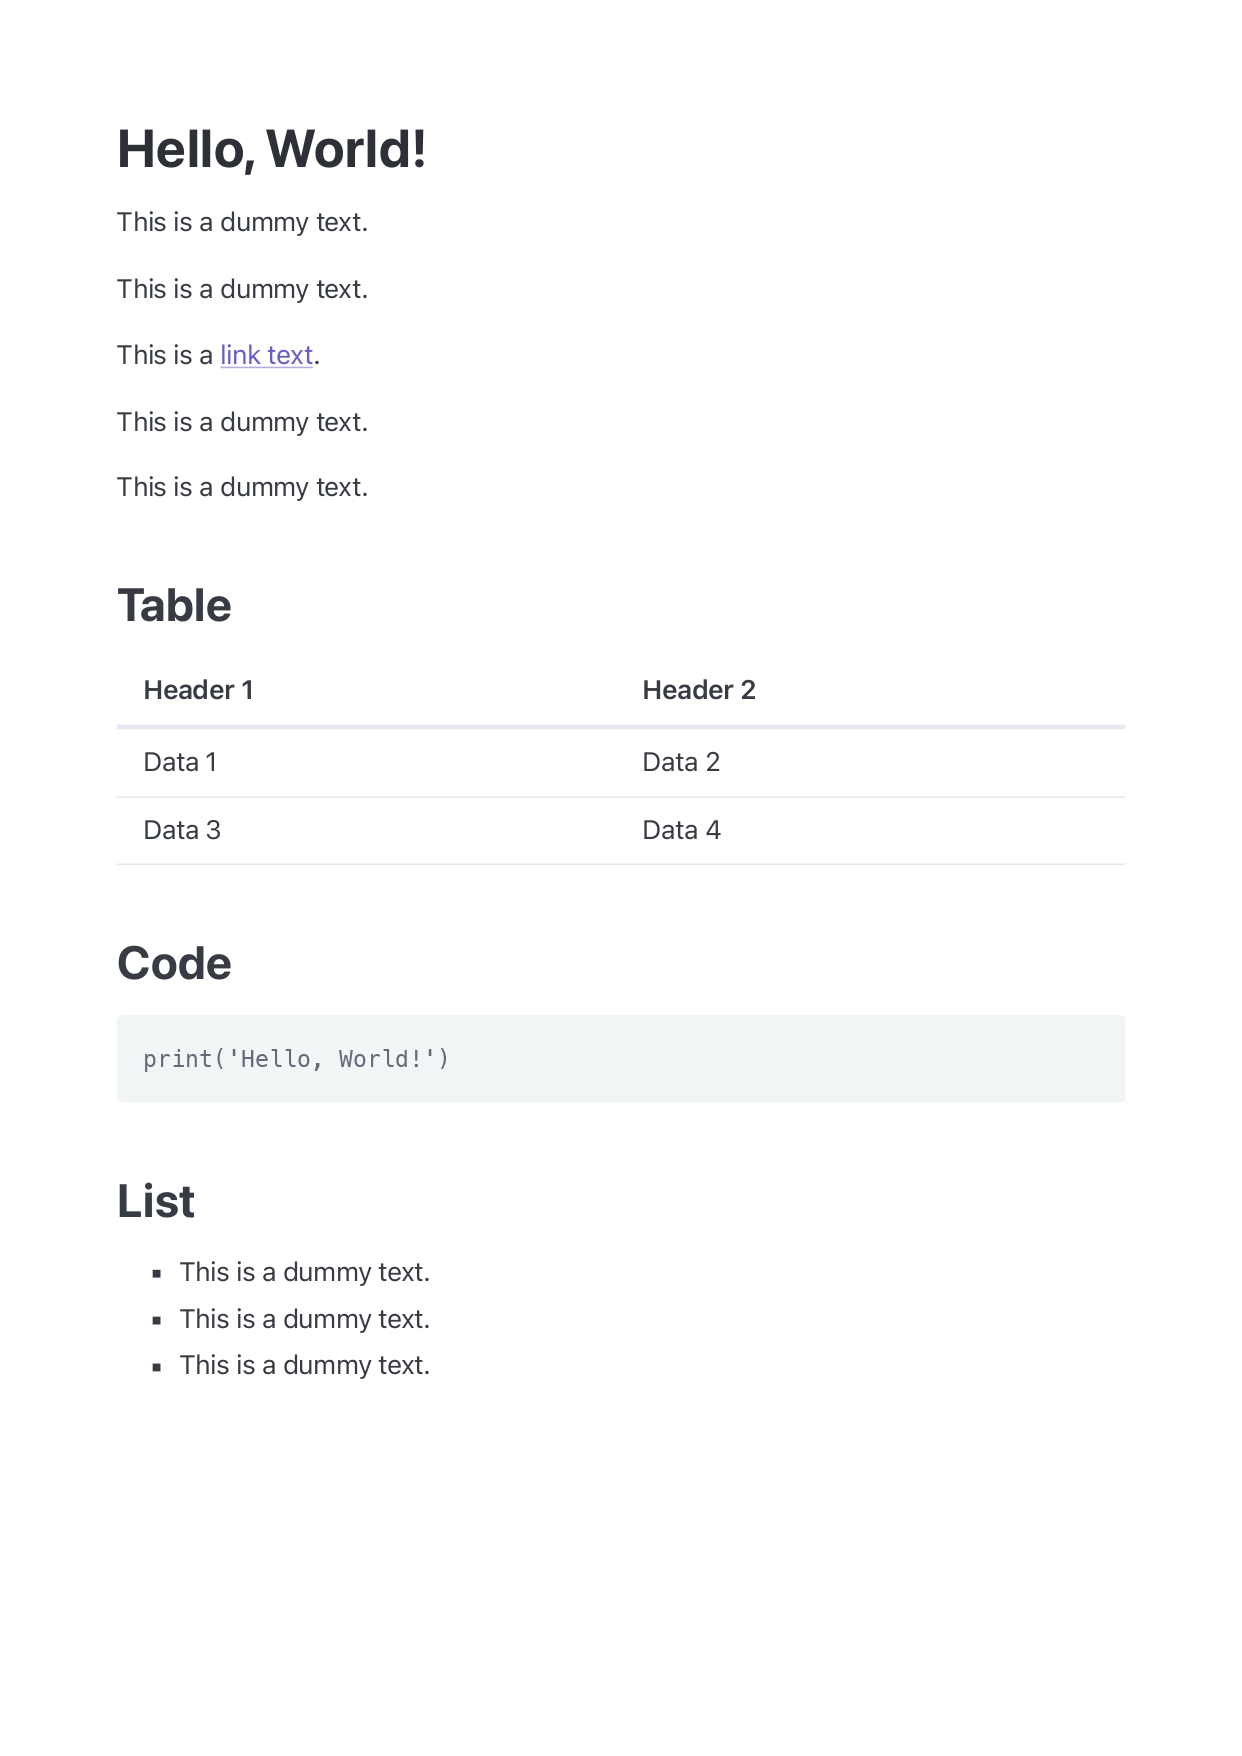 Hello, World!
This is a dummy text.
This is a dummy text.
This is a link text.
This is a dummy text.
This is a dummy text.
Table
Header 1 Header 2
Data 1 Data 2
Data 3 Data 4
Code
print('Hello, World!')
List
▪ This is a dummy text.
▪ This is a dummy text.
▪ This is a dummy text.